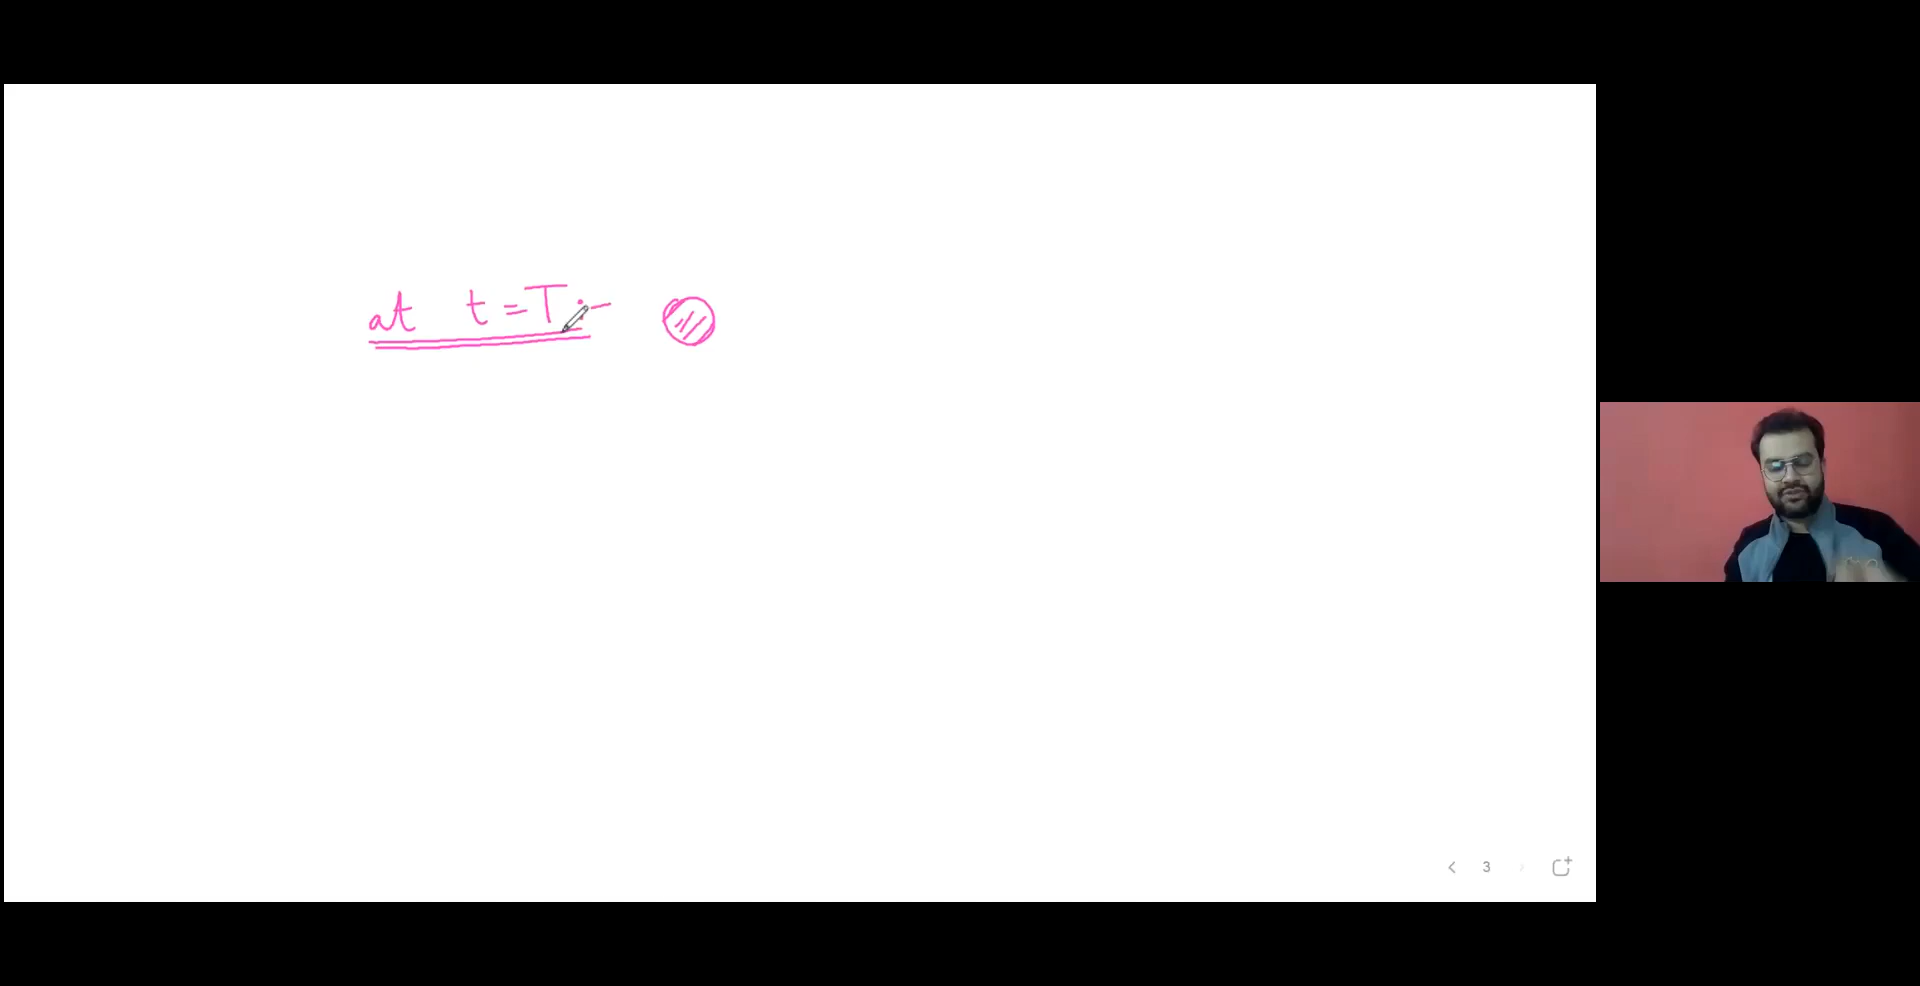 at t = T :-
3